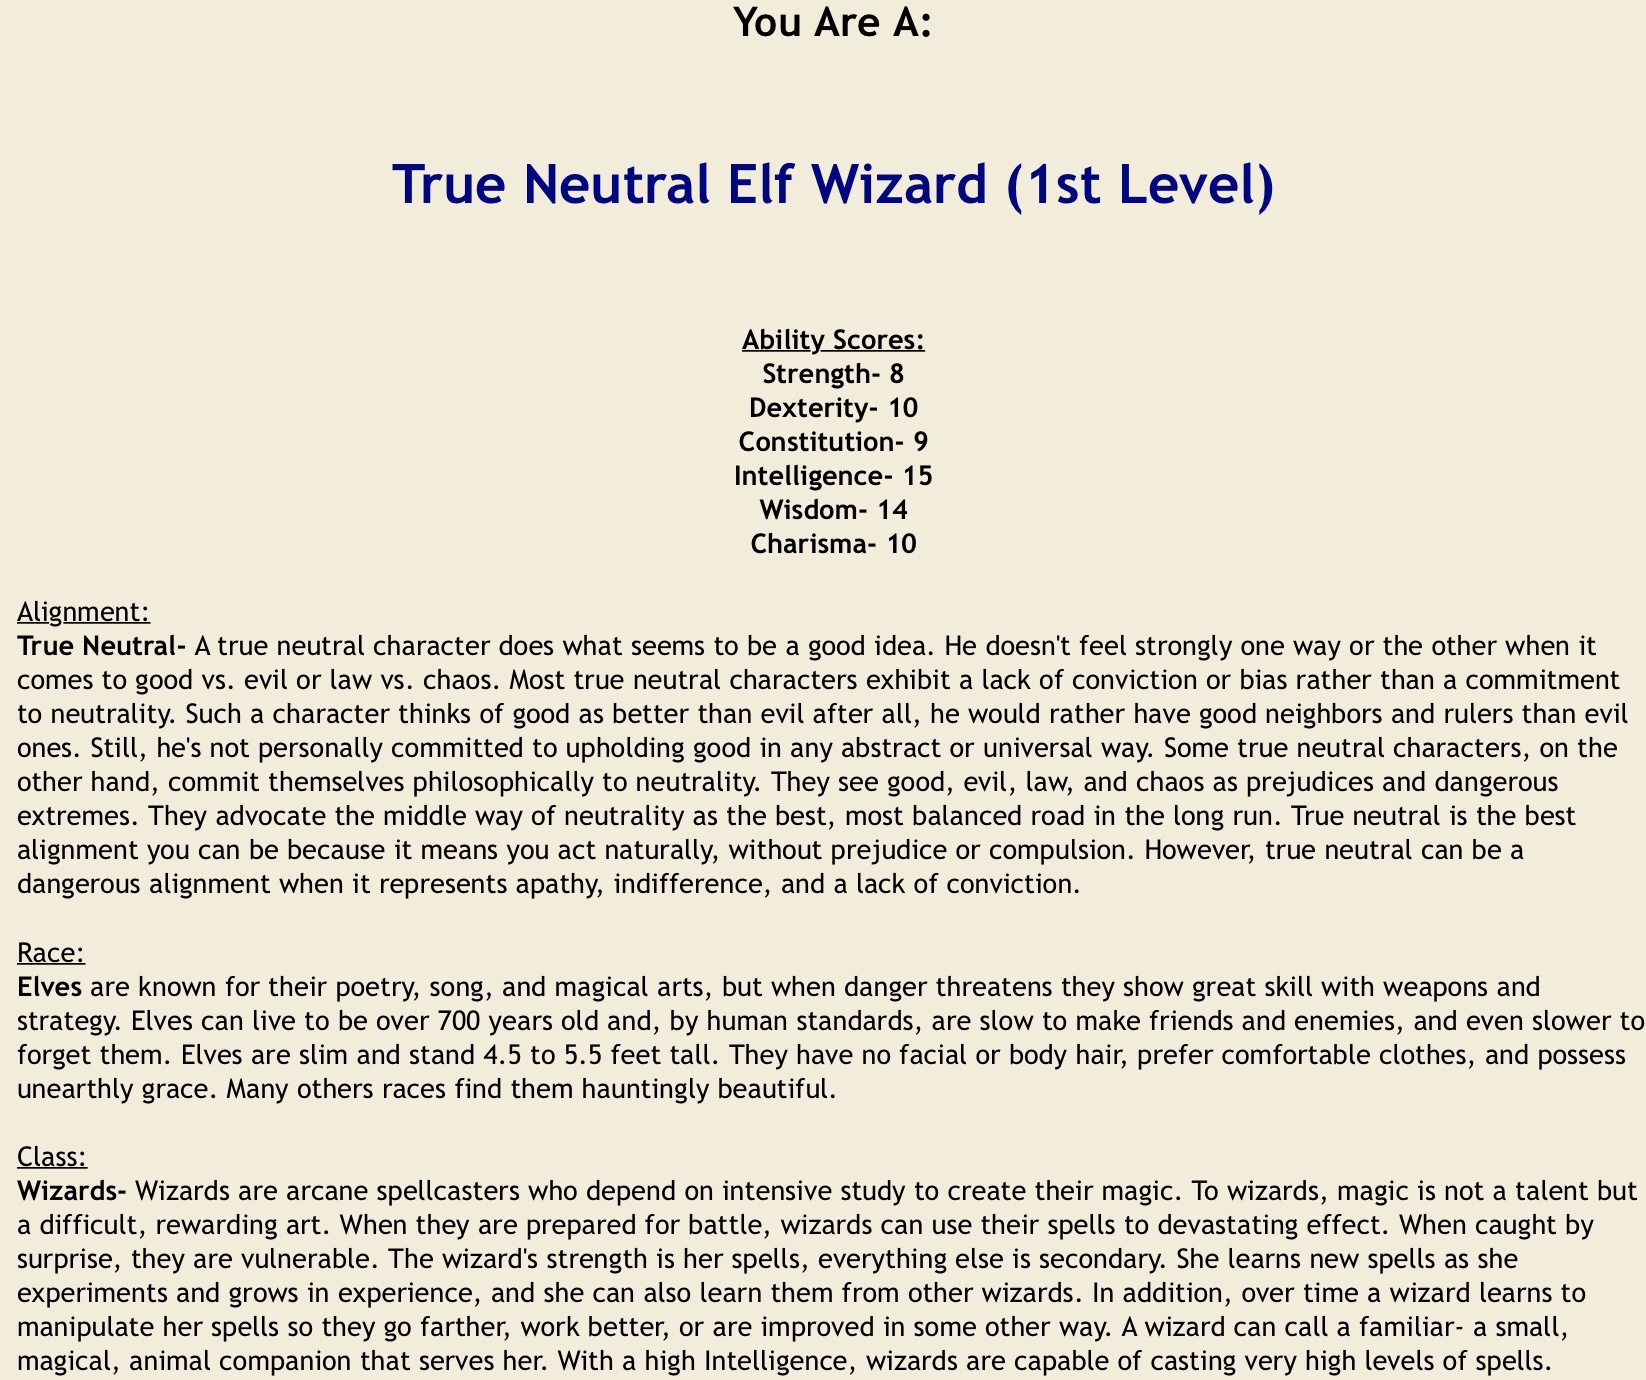 You Are A:
True Neutral Elf Wizard (1st Level)
Ability Scores:
Strength- 8
Dexterity- 10
Constitution- 9
Intelligence- 15
Wisdom- 14
Charisma- 10
Alignment:
True Neutral- A true neutral character does what seems to be a good idea. He doesn't feel strongly one way or the other when it
comes to good vs. evil or law vs. chaos. Most true neutral characters exhibit a lack of conviction or bias rather than a commitment
to neutrality. Such a character thinks of good as better than evil after all, he would rather have good neighbors and rulers than evil
ones. Still, he's not personally committed to upholding good in any abstract or universal way. Some true neutral characters, on the
other hand, commit themselves philosophically to neutrality. They see good, evil, law, and chaos as prejudices and dangerous
extremes. They advocate the middle way of neutrality as the best, most balanced road in the long run. True neutral is the best
alignment you can be because it means you act naturally, without prejudice or compulsion. However, true neutral can be a
dangerous alignment when it represents apathy, indifference, and a lack of conviction.
Race:
Elves are known for their poetry, song, and magical arts, but when danger threatens they show great skill with weapons and
strategy. Elves can live to be over 700 years old and, by human standards, are slow to make friends and enemies, and even slower to
forget them. Elves are slim and stand 4.5 to 5.5 feet tall. They have no facial or body hair, prefer comfortable clothes, and possess
unearthly grace. Many others races find them hauntingly beautiful.
Class:
Wizards- Wizards are arcane spellcasters who depend on intensive study to create their magic. To wizards, magic is not a talent but
a difficult, rewarding art. When they are prepared for battle, wizards can use their spells to devastating effect. When caught by
surprise, they are vulnerable. The wizard's strength is her spells, everything else is secondary. She learns new spells as she
experiments and grows in experience, and she can also learn them from other wizards. In addition, over time a wizard learns to
manipulate her spells so they go farther, work better, or are improved in some other way. A wizard can call a familiar- a small,
magical, animal companion that serves her. With a high Intelligence, wizards are capable of casting very high levels of spells.